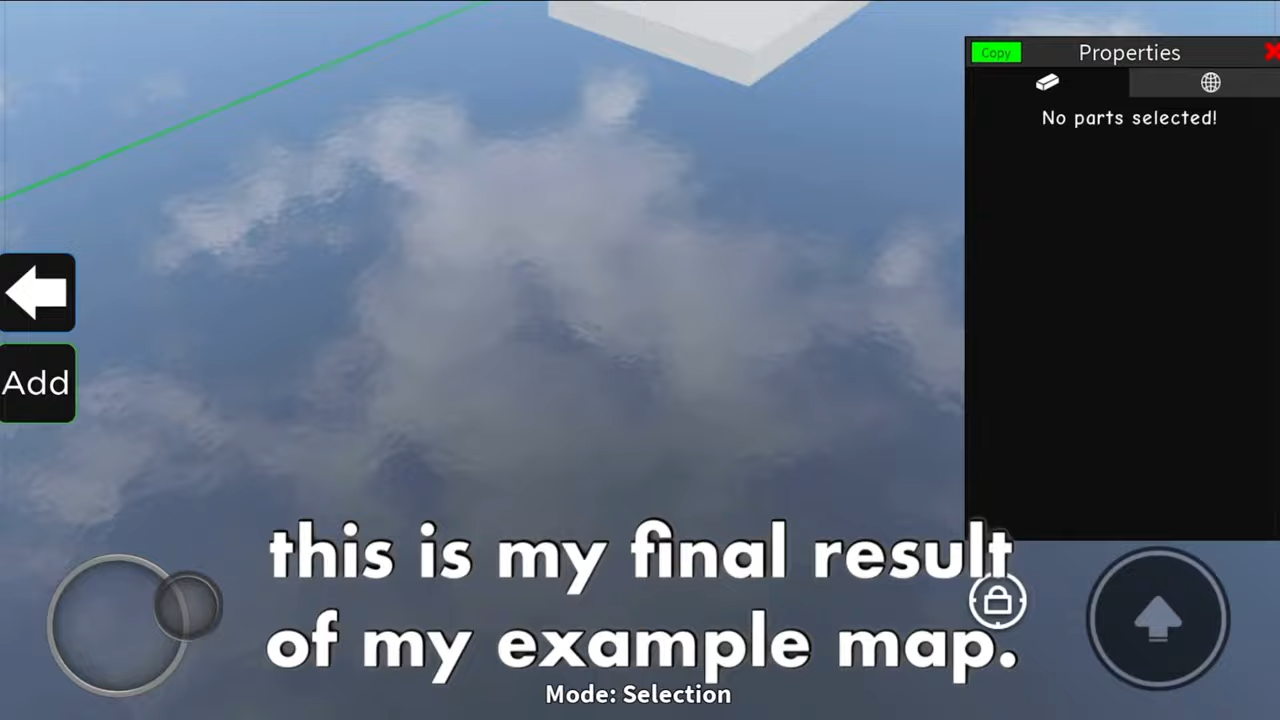 Copy
Properties
No parts selected!
Add
this is my final result
of my example map.
Mode: Selection